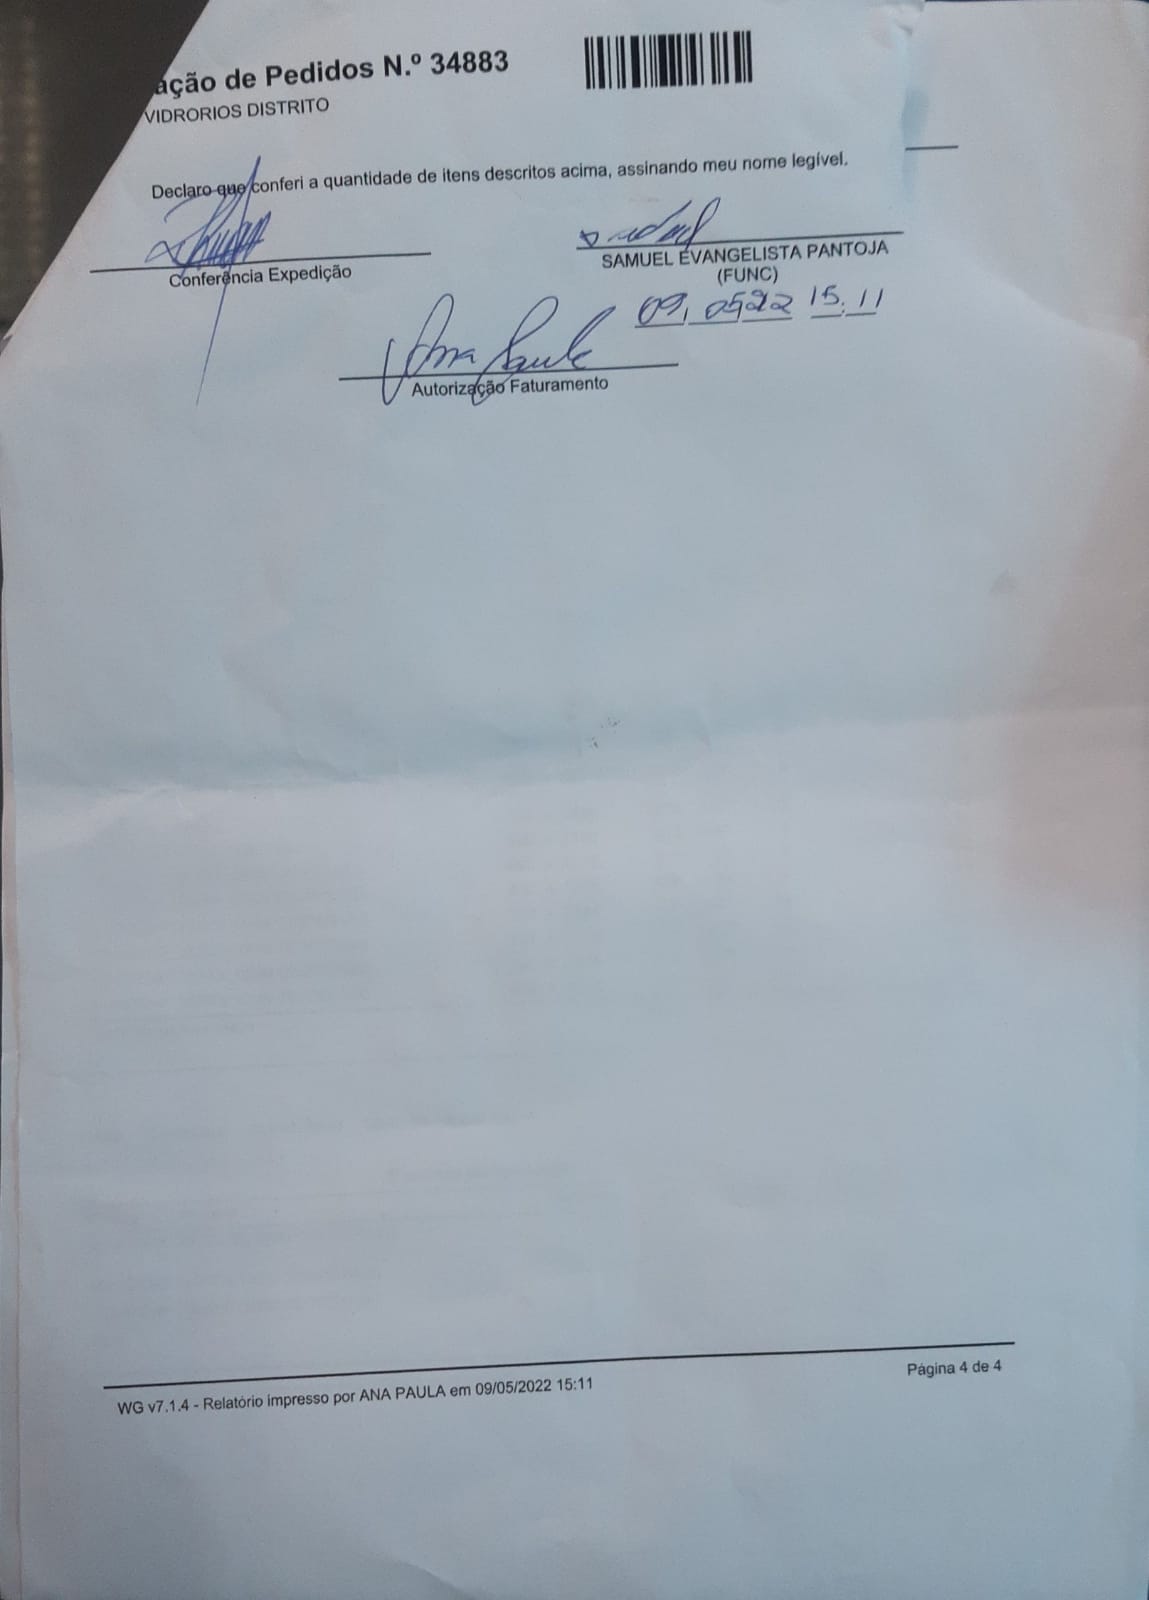 ação de Pedidos N.º 34883
VIDRORIOS DISTRITO
Declaro que conferi a quantidade de itens descritos acima, assinando meu nome legível.
Conferência Expedição
SAMUEL EVANGELISTA PANTOJA
(FUNC)
09, 05 22 15.11
Ana Paula
Autorização Faturamento
WG v7.1.4 - Relatório impresso por ANA PAULA em 09/05/2022 15:11
Página 4 de 4